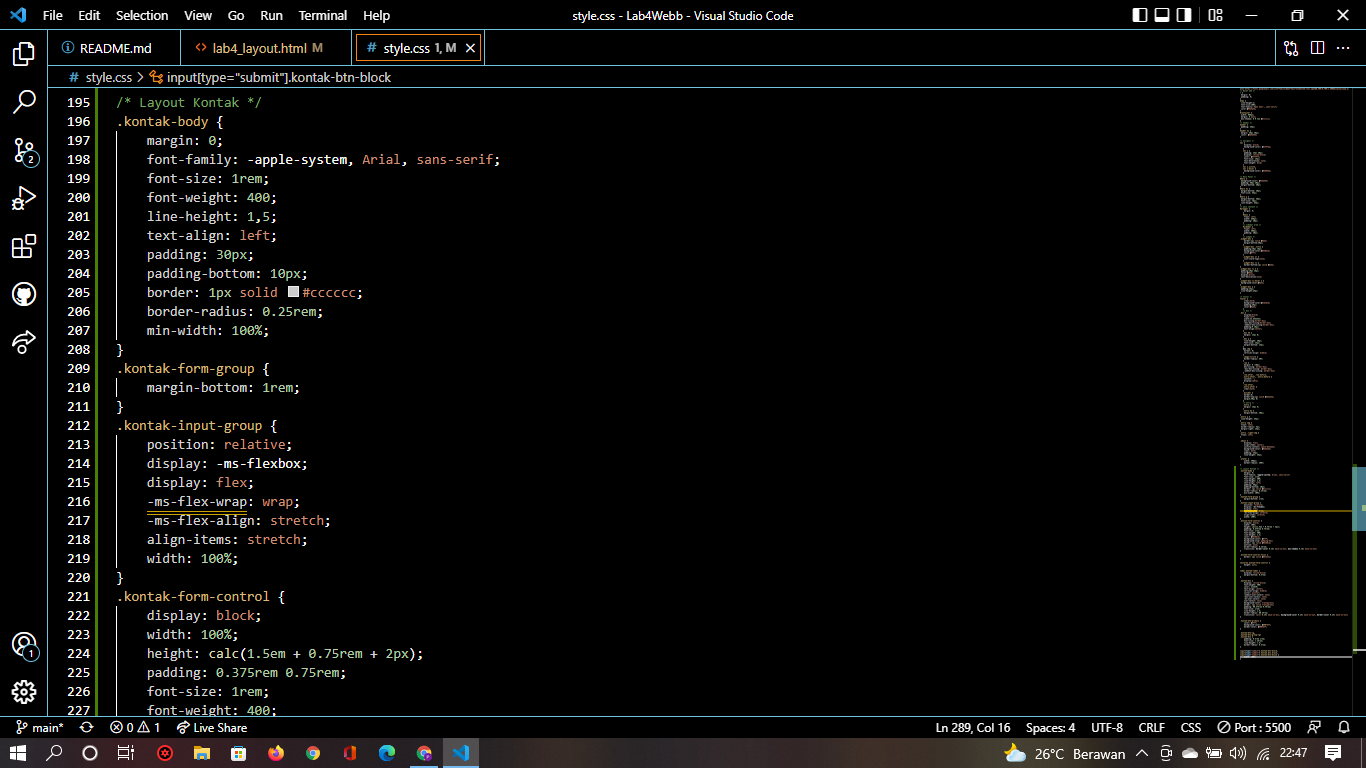 File Edit Selection View Go Run Terminal Help style.css - Lab4Webb - Visual Studio Code
README.md lab4_layout.html M # style.css 1, M
# style.css > input[type="submit"].kontak-btn-block
195 /* Layout Kontak */
196 .kontak-body {
197 margin: 0;
198 font-family: -apple-system, Arial, sans-serif;
199 font-size: 1rem;
200 font-weight: 400;
201 line-height: 1,5;
202 text-align: left;
203 padding: 30px;
204 padding-bottom: 10px;
205 border: 1px solid #cccccc;
206 border-radius: 0.25rem;
207 min-width: 100%;
208 }
209 .kontak-form-group {
210 margin-bottom: 1rem;
211 }
212 .kontak-input-group {
213 position: relative;
214 display: -ms-flexbox;
215 display: flex;
216 -ms-flex-wrap: wrap;
217 -ms-flex-align: stretch;
218 align-items: stretch;
219 width: 100%;
220 }
221 .kontak-form-control {
222 display: block;
223 width: 100%;
224 height: calc(1.5em + 0.75rem + 2px);
225 padding: 0.375rem 0.75rem;
226 font-size: 1rem;
227 font-weight: 400;
2
1
main* 0 1 Live Share Ln 289, Col 16 Spaces: 4 UTF-8 CRLF CSS Port : 5500
26°C Berawan 22:47